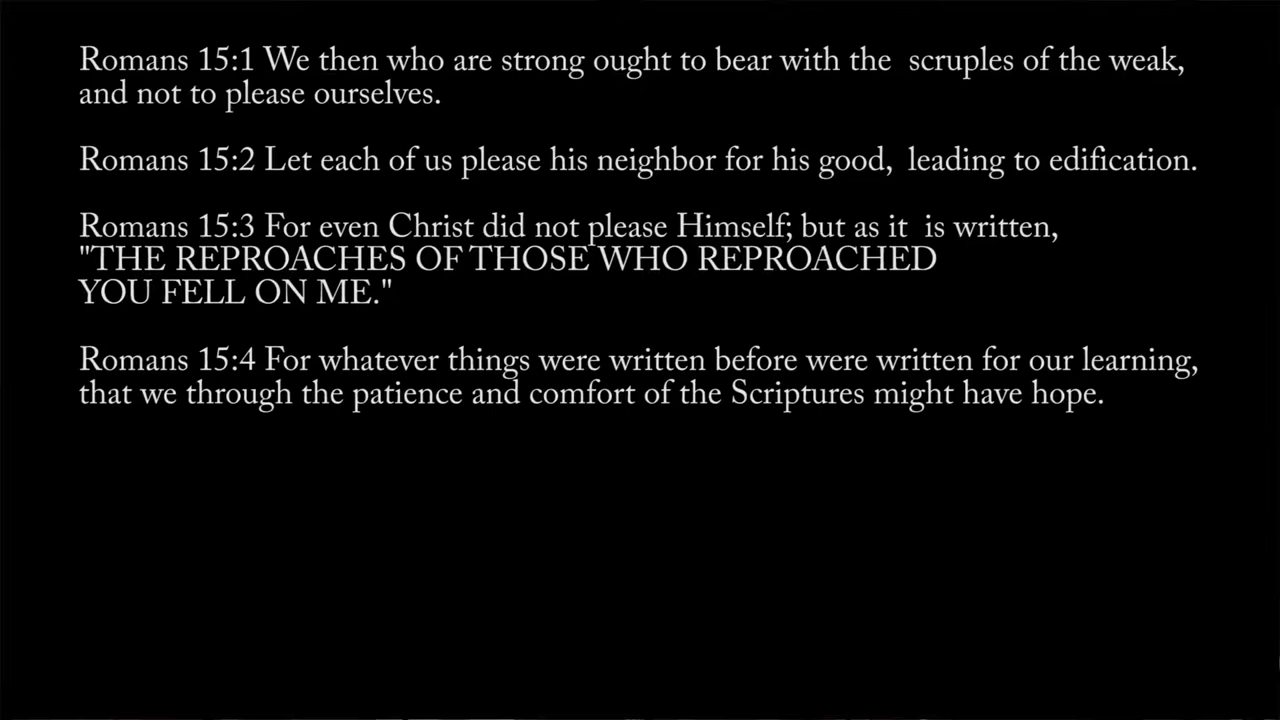 Romans 15:1 We then who are strong ought to bear with the  scruples of the weak,
and not to please ourselves.
Romans 15:2 Let each of us please his neighbor for his good,  leading to edification.
Romans 15:3 For even Christ did not please Himself; but as it  is written,
"THE REPROACHES OF THOSE WHO REPROACHED
YOU FELL ON ME."
Romans 15:4 For whatever things were written before were written for our learning,
that we through the patience and comfort of the Scriptures might have hope.